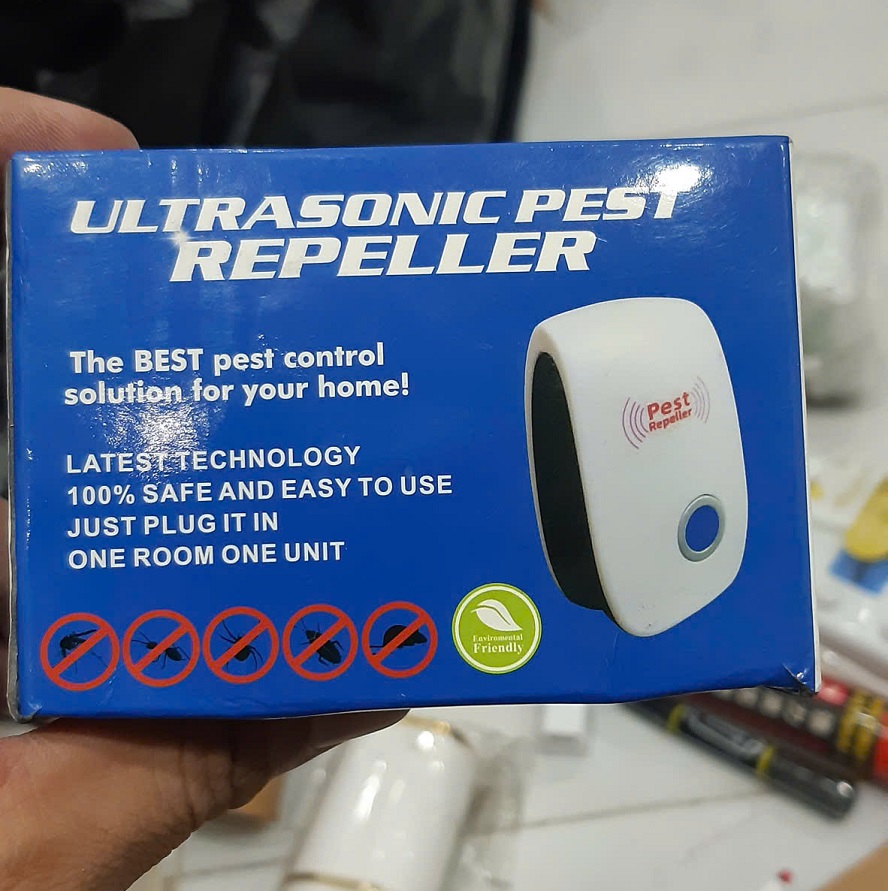 ULTRASONIC PEST
REPELLER
The BEST pest control
solution for your home!
LATEST TECHNOLOGY
100% SAFE AND EASY TO USE
JUST PLUG IT IN
ONE ROOM ONE UNIT
Pest
Repeller
Enviromental
Friendly